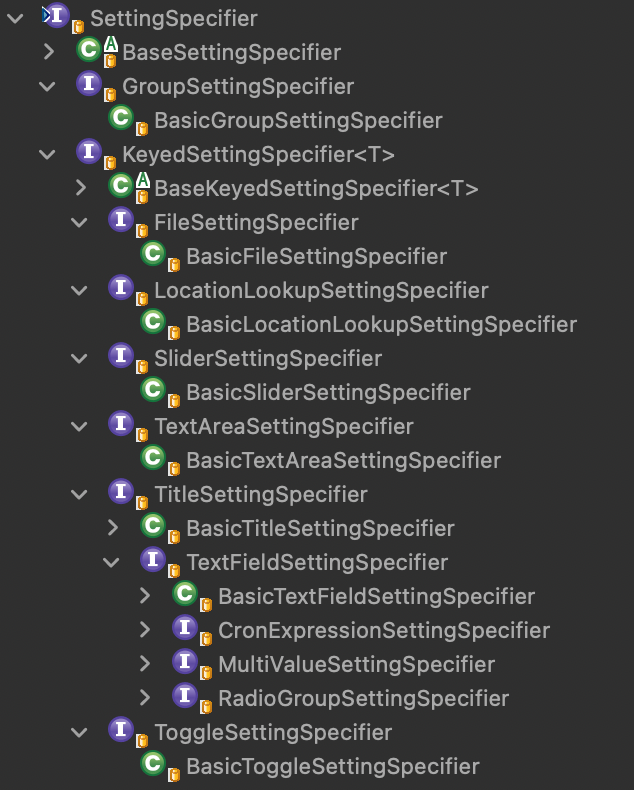 SettingSpecifier
BaseSettingSpecifier
GroupSettingSpecifier
BasicGroupSettingSpecifier
KeyedSettingSpecifier<T>
BaseKeyedSettingSpecifier<T>
FileSettingSpecifier
BasicFileSettingSpecifier
LocationLookupSettingSpecifier
BasicLocationLookupSettingSpecifier
SliderSettingSpecifier
BasicSliderSettingSpecifier
TextAreaSettingSpecifier
BasicTextAreaSettingSpecifier
TitleSettingSpecifier
BasicTitleSettingSpecifier
TextFieldSettingSpecifier
BasicTextFieldSettingSpecifier
CronExpressionSettingSpecifier
MultiValueSettingSpecifier
RadioGroupSettingSpecifier
ToggleSettingSpecifier
BasicToggleSettingSpecifier